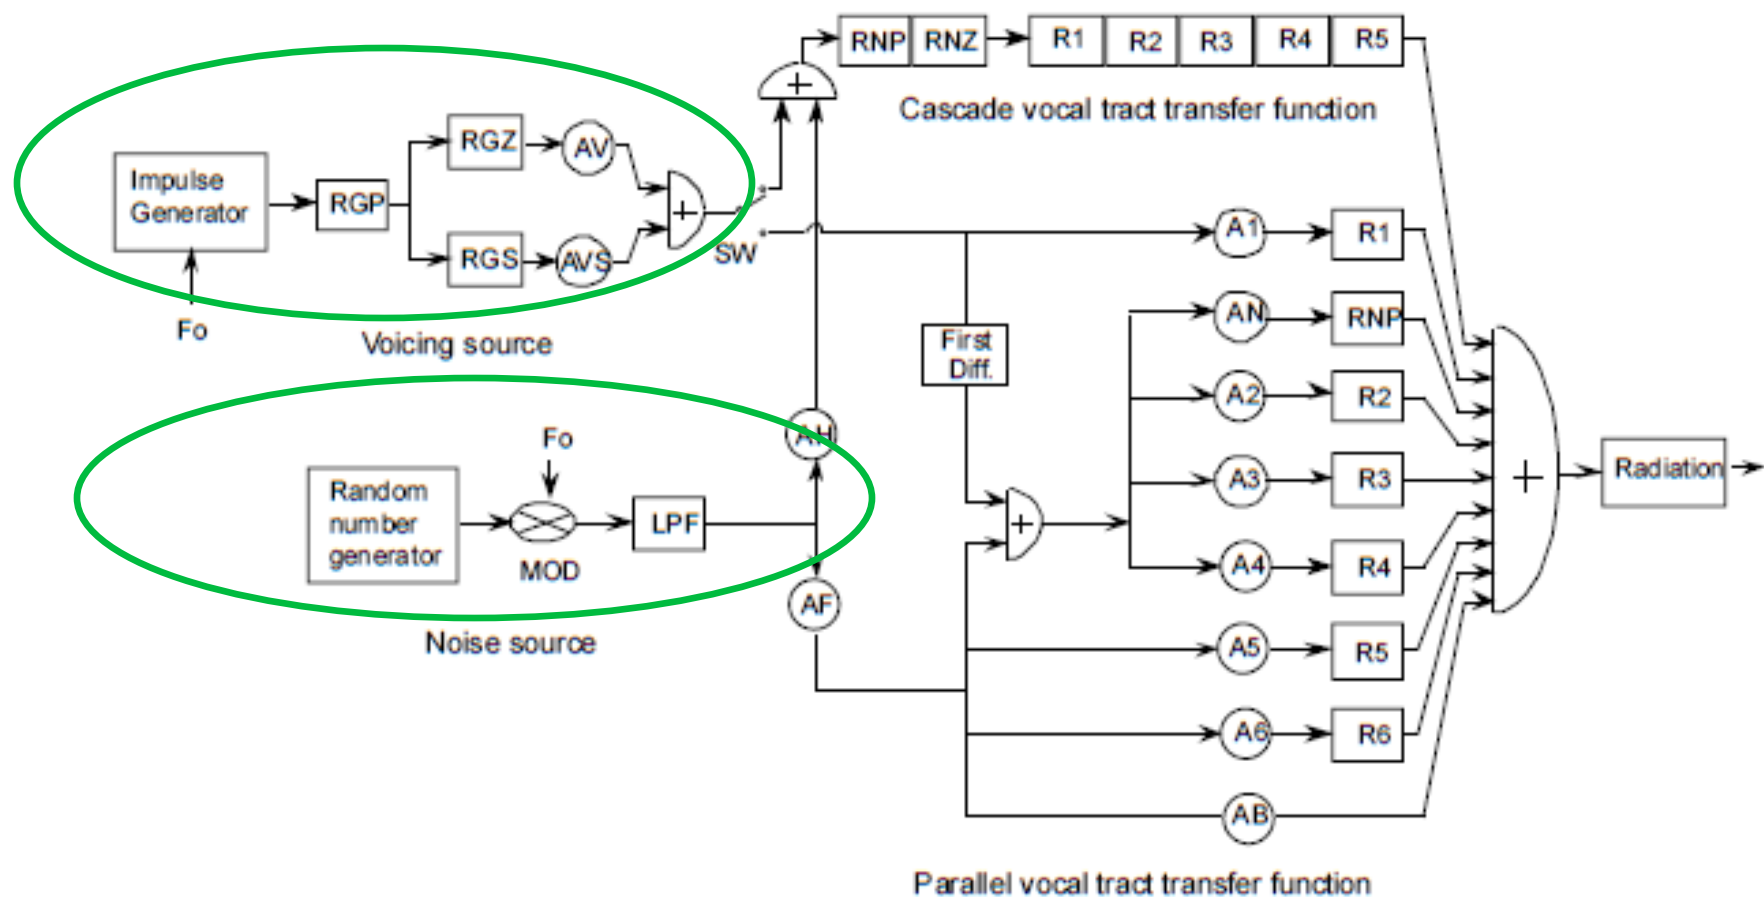 RNP RNZ R1 R2 R3 R4 R5
+
Cascade vocal tract transfer function
Impulse
Generator
RGP
RGZ
AV
RGS
AVS
+
SW
Fo
Voicing source
A1
R1
AN
RNP
First
Diff.
A2
R2
AH
Fo
Random
number
generator
MOD
LPF
A3
R3
+
+
Radiation
AF
A4
R4
Noise source
A5
R5
A6
R6
AB
Parallel vocal tract transfer function